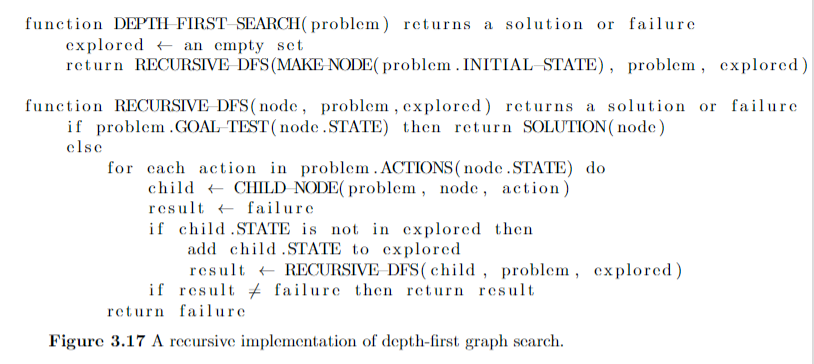 function DEPTH-FIRST-SEARCH(problem) returns a solution or failure
explored ← an empty set
return RECURSIVE-DFS(MAKE-NODE(problem.INITIAL-STATE), problem, explored)
function RECURSIVE-DFS(node, problem,explored) returns a solution or failure
if problem.GOAL-TEST(node.STATE) then return SOLUTION(node)
else
for each action in problem.ACTIONS(node.STATE) do
child ← CHILD-NODE(problem, node, action)
result ← failure
if child.STATE is not in explored then
add child.STATE to explored
result ← RECURSIVE-DFS(child, problem, explored)
if result ≠ failure then return result
return failure
Figure 3.17 A recursive implementation of depth-first graph search.